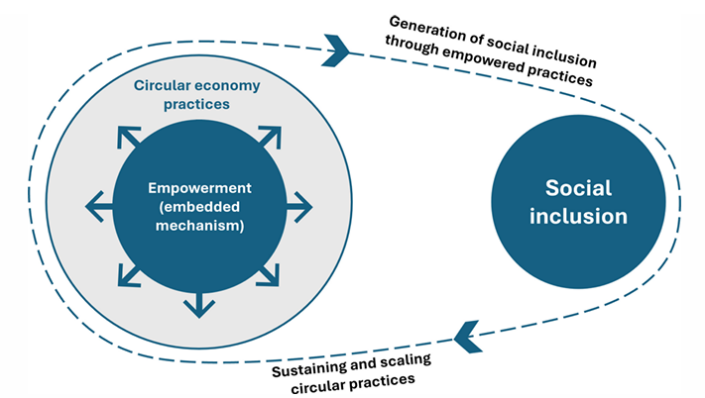 Generation of social inclusion
through empowered practices
Circular economy
practices
Empowerment
(embedded
mechanism)
Social
inclusion
Sustaining and scaling
circular practices